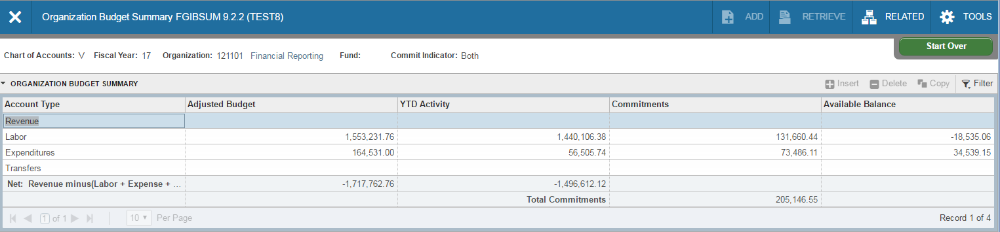 Organization Budget Summary FGIBSUM 9.2.2 (TEST8) ADD RETRIEVE RELATED TOOLS
Start Over
Chart of Accounts: V Fiscal Year: 17 Organization: 121101 Financial Reporting Fund: Commit Indicator: Both
ORGANIZATION BUDGET SUMMARY Insert Delete Copy Filter
Account Type Adjusted Budget YTD Activity Commitments Available Balance
Revenue
Labor 1,553,231.76 1,440,106.38 131,660.44 -18,535.06
Expenditures 164,531.00 56,505.74 73,486.11 34,539.15
Transfers
Net: Revenue minus(Labor + Expense + ... -1,717,762.76 -1,496,612.12
Total Commitments 205,146.55
1 of 1 10 Per Page Record 1 of 4